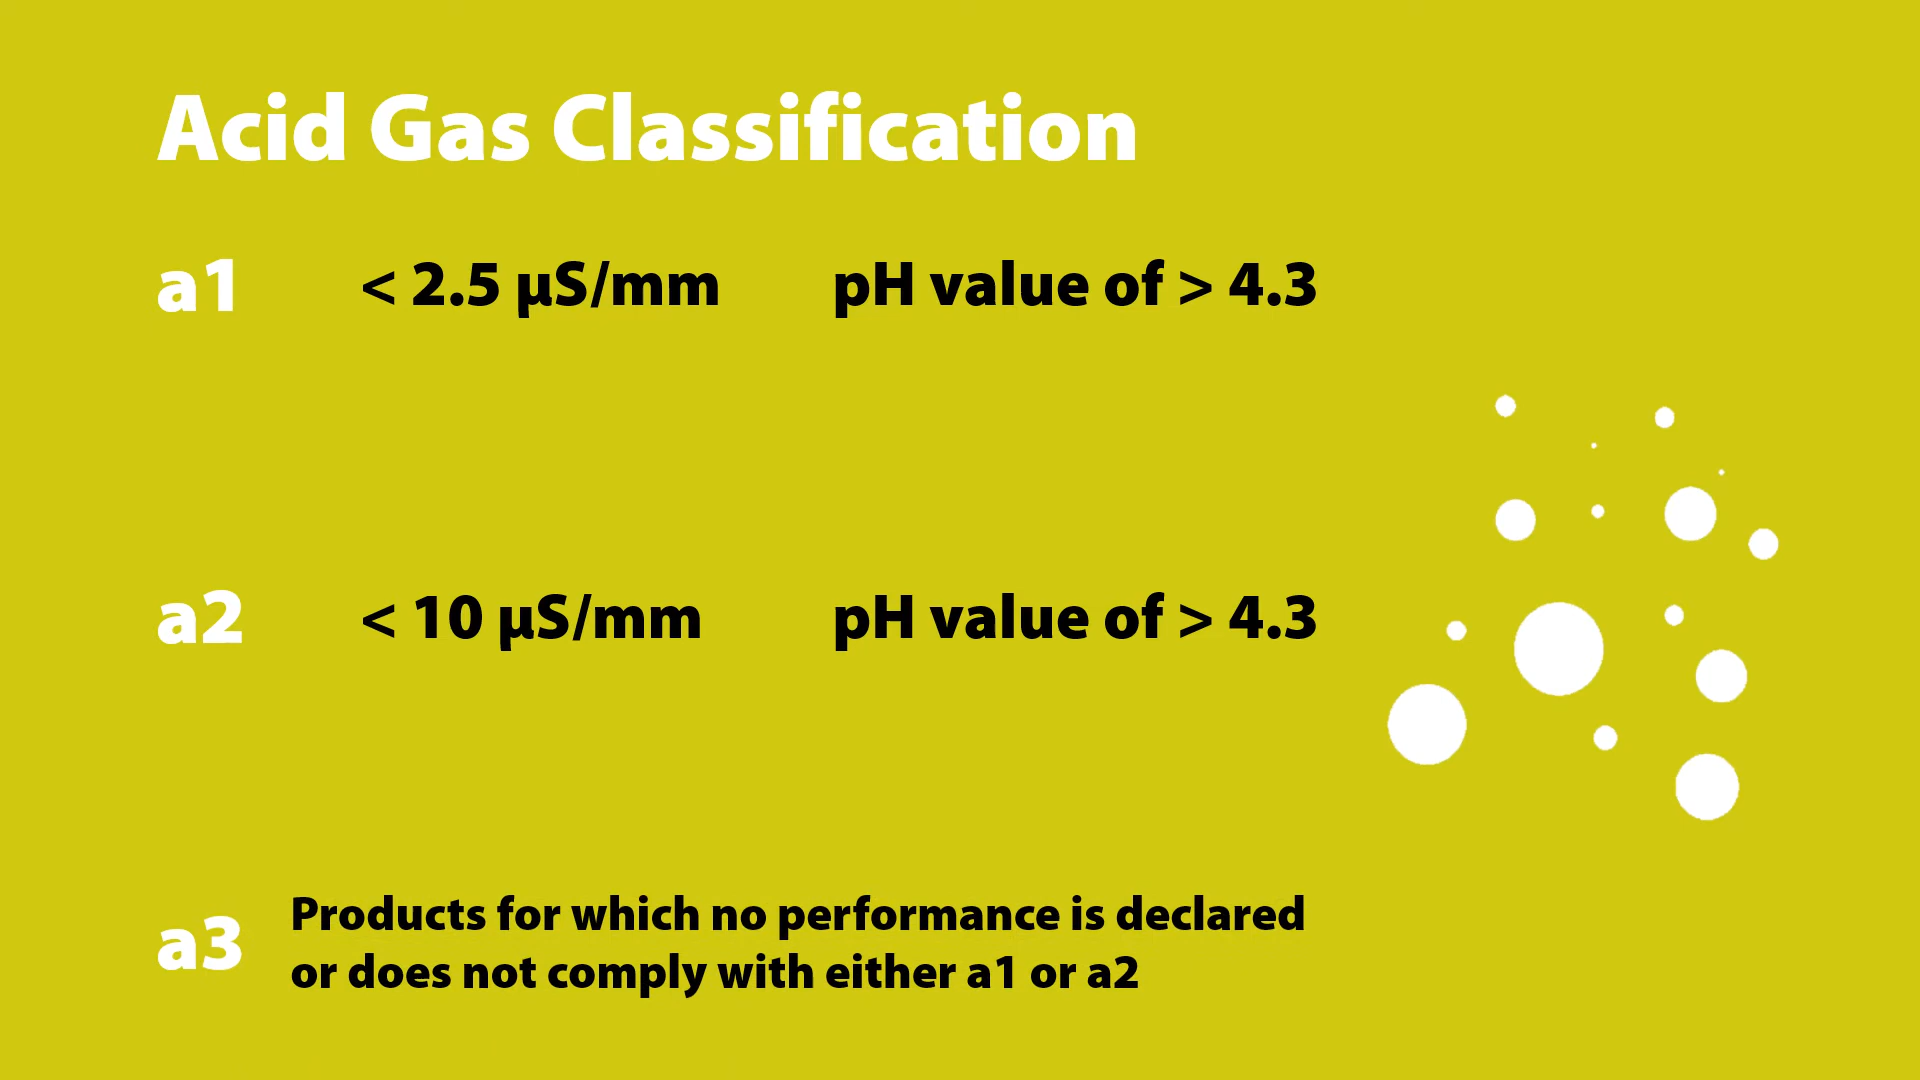 Acid Gas Classification
a1 < 2.5 µS/mm pH value of > 4.3
a2 < 10 µS/mm pH value of > 4.3
a3 Products for which no performance is declared
or does not comply with either a1 or a2